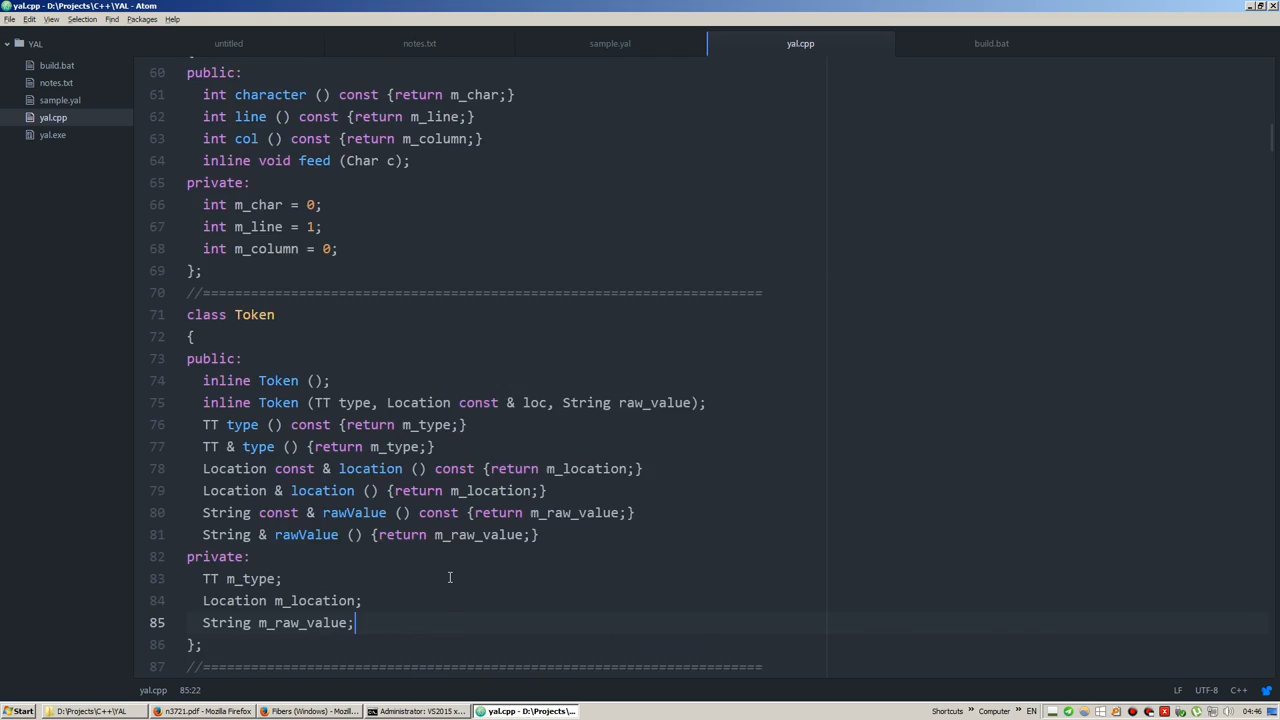 yal.cpp - D:\Projects\C++\YAL - Atom
File Edit View Selection Find Packages Help
YAL
build.bat
notes.txt
sample.yal
yal.cpp
yal.exe
untitled notes.txt sample.yal yal.cpp build.bat
60 public:
61 int character () const {return m_char;}
62 int line () const {return m_line;}
63 int col () const {return m_column;}
64 inline void feed (Char c);
65 private:
66 int m_char = 0;
67 int m_line = 1;
68 int m_column = 0;
69 };
70 //======================================================================
71 class Token
72 {
73 public:
74 inline Token ();
75 inline Token (TT type, Location const & loc, String raw_value);
76 TT type () const {return m_type;}
77 TT & type () {return m_type;}
78 Location const & location () const {return m_location;}
79 Location & location () {return m_location;}
80 String const & rawValue () const {return m_raw_value;}
81 String & rawValue () {return m_raw_value;}
82 private:
83 TT m_type;
84 Location m_location;
85 String m_raw_value;
86 };
87 //======================================================================
yal.cpp 85:22 LF UTF-8 C++
Start D:\Projects\C++\YAL n3721.pdf - Mozilla Firefox Fibers (Windows) - M... Administrator: VS2015 x... yal.cpp - D:\Projects\... Shortcuts » Computer » EN 04:46